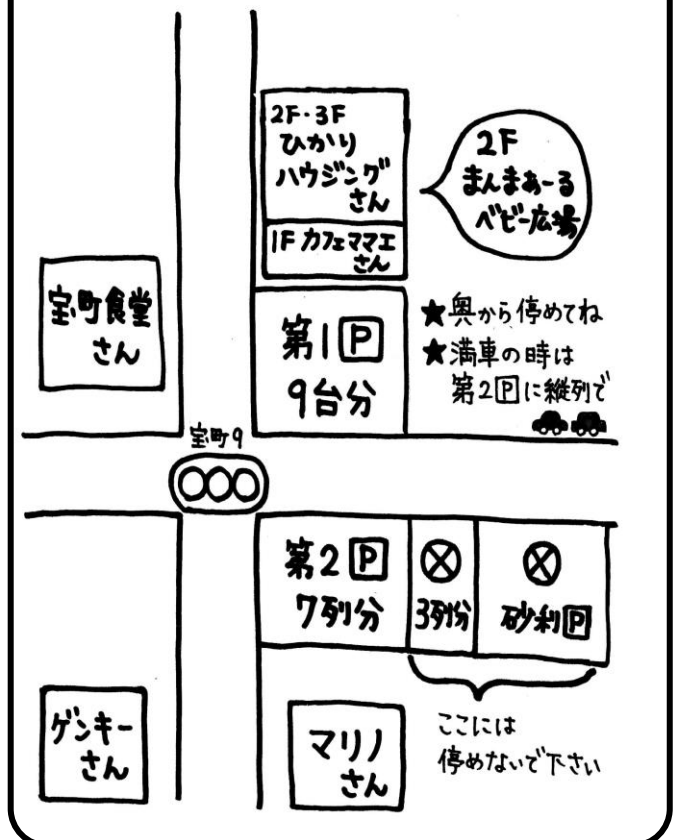 2F・3F
ひかり
ハウジング
さん
1F カフェママエ
さん
2F
まんまあーる
ベビー広場
宝町食堂
さん
第1P
9台分
★奥から停めてね
★満車の時は
第2Pに縦列で
宝町9
第2P
7列分
3列分
砂利P
ゲンキー
さん
マリノ
さん
ここには
停めないで下さい